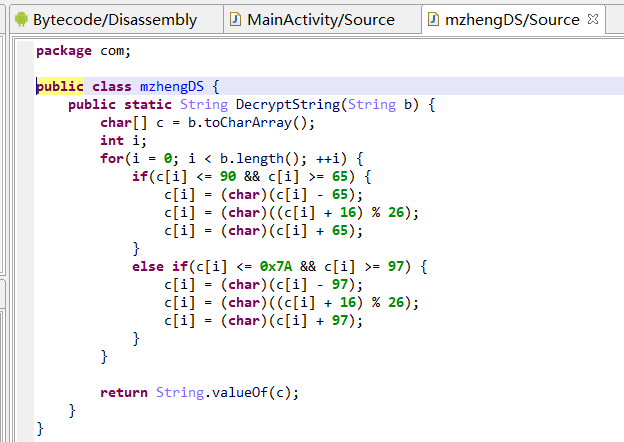 Bytecode/Disassembly MainActivity/Source mzhengDS/Source
package com;
public class mzhengDS {
public static String DecryptString(String b) {
char[] c = b.toCharArray();
int i;
for(i = 0; i < b.length(); ++i) {
if(c[i] <= 90 && c[i] >= 65) {
c[i] = (char)(c[i] - 65);
c[i] = (char)((c[i] + 16) % 26);
c[i] = (char)(c[i] + 65);
}
else if(c[i] <= 0x7A && c[i] >= 97) {
c[i] = (char)(c[i] - 97);
c[i] = (char)((c[i] + 16) % 26);
c[i] = (char)(c[i] + 97);
}
}
return String.valueOf(c);
}
}